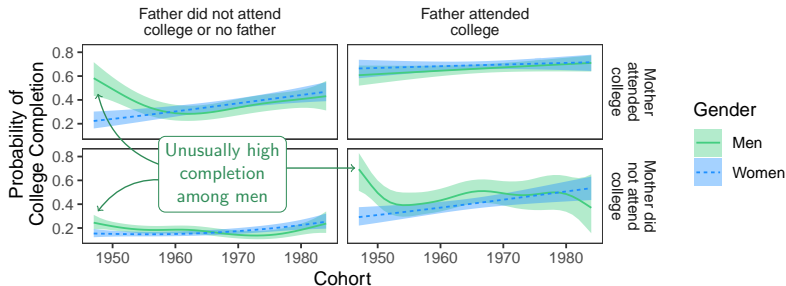 Father did not attend
college or no father
Father attended
college
Probability of
College Completion
0.8
0.6
0.4
0.2
Mother
attended
college
0.8
0.6
0.4
0.2
Mother did
not attend
college
Unusually high
completion
among men
1950
1960
1970
1980
1950
1960
1970
1980
Cohort
Gender
Men
Women